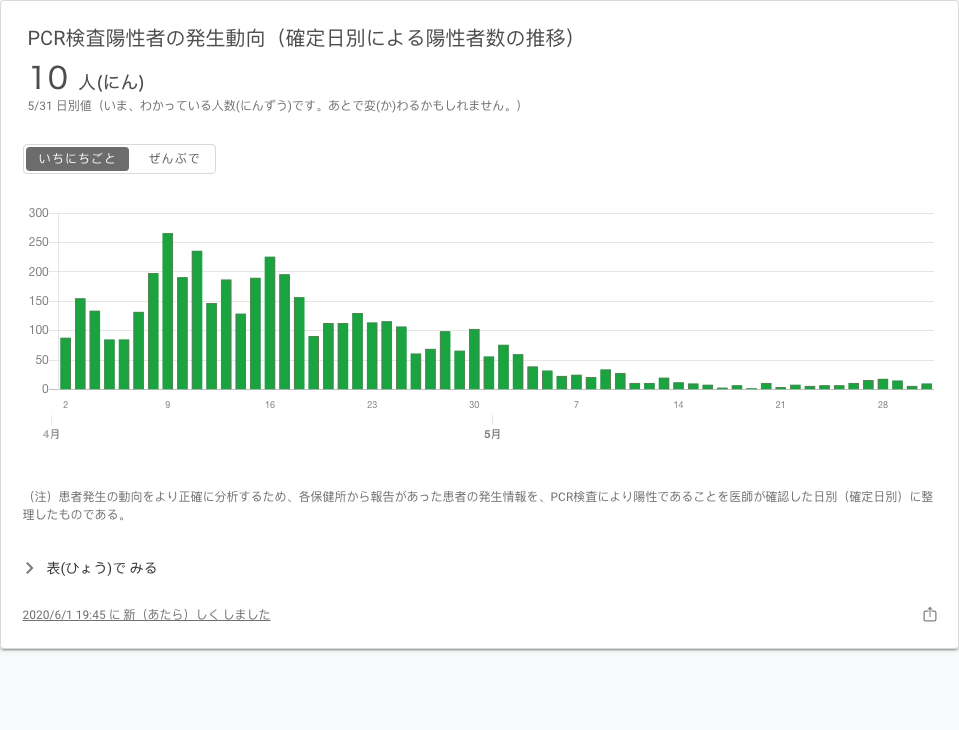 PCR検査陽性者の発生動向（確定日別による陽性者数の推移）
10 人(にん)
5/31 日別値（いま、わかっている人数(にんずう)です。あとで変(か)わるかもしれません。）
いちにちごと ぜんぶで
300
250
200
150
100
50
0
2 9 16 23 30 7 14 21 28
4月 5月
（注）患者発生の動向をより正確に分析するため、各保健所から報告があった患者の発生情報を、PCR検査により陽性であることを医師が確認した日別（確定日別）に整
理したものである。
表(ひょう)で みる
2020/6/1 19:45 に 新（あたら）しく しました